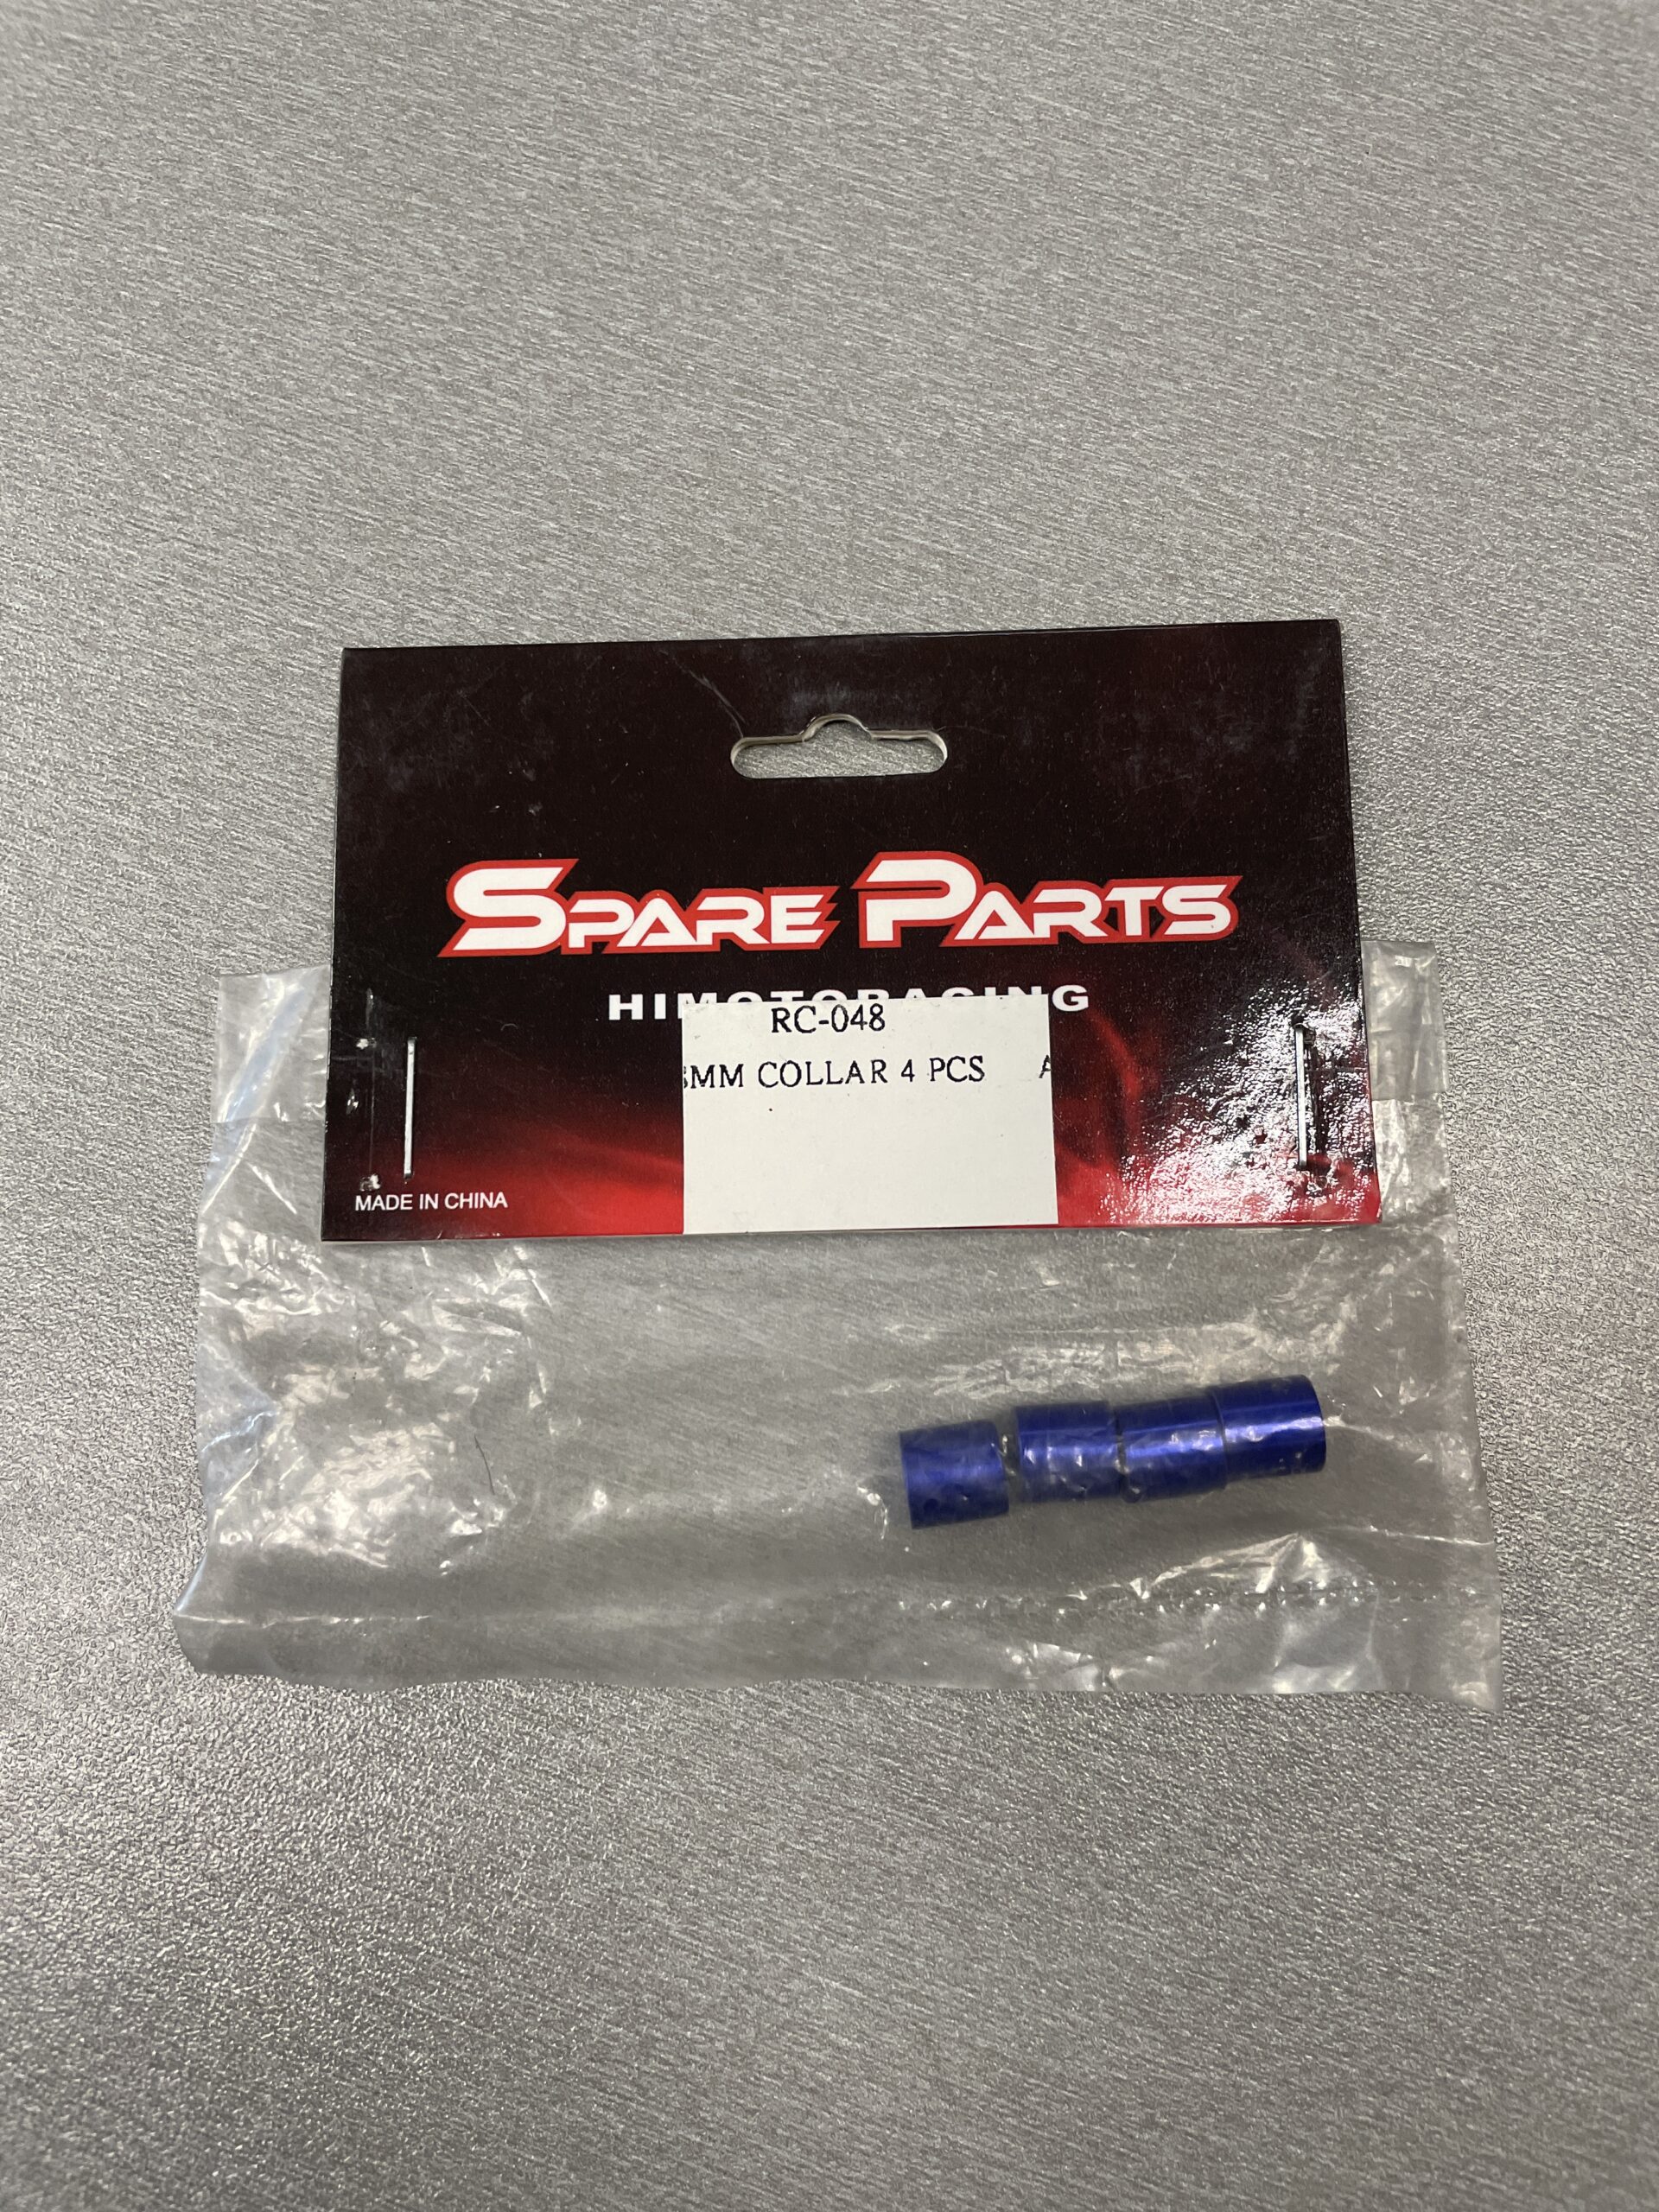 SPARE PARTS
HIMOTORACING
RC-048
MM COLLAR 4 PCS
MADE IN CHINA